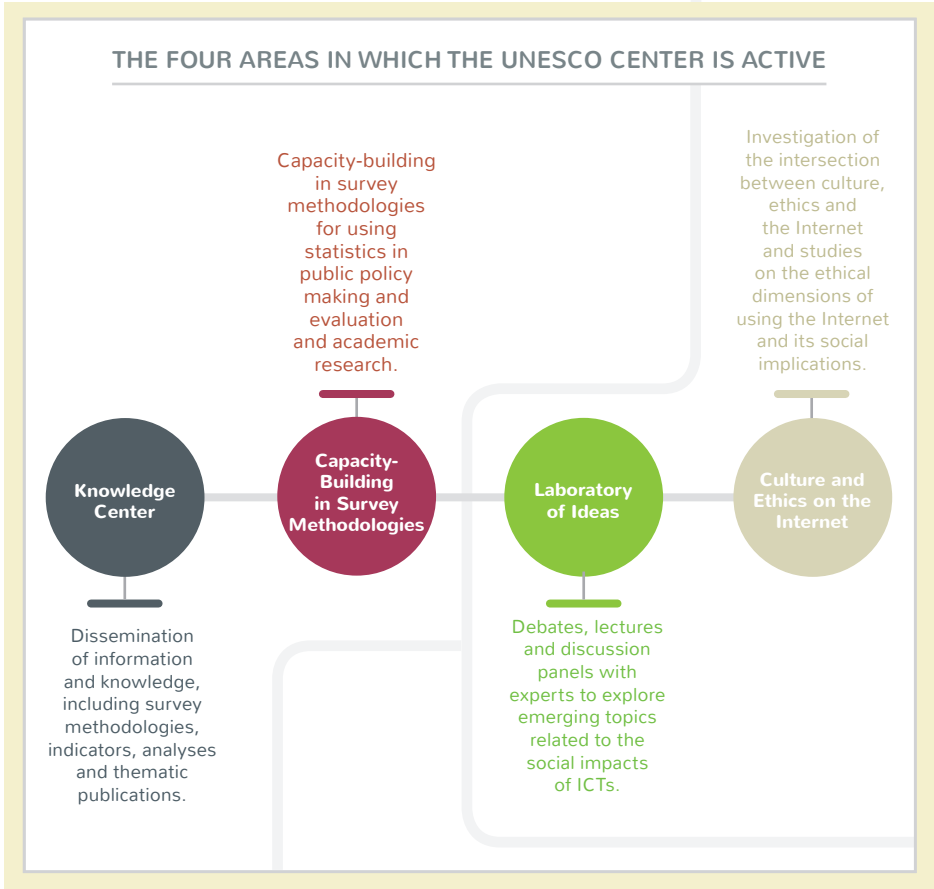 THE FOUR AREAS IN WHICH THE UNESCO CENTER IS ACTIVE
Knowledge
Center
Dissemination
of information
and knowledge,
including survey
methodologies,
indicators, analyses
and thematic
publications.
Capacity-building
in survey
methodologies
for using
statistics in
public policy
making and
evaluation
and academic
research.
Capacity-
Building
in Survey
Methodologies
Laboratory
of Ideas
Debates, lectures
and discussion
panels with
experts to explore
emerging topics
related to the
social impacts
of ICTs.
Investigation of
the intersection
between culture,
ethics and
the Internet
and studies
on the ethical
dimensions of
using the Internet
and its social
implications.
Culture and
Ethics on the
Internet